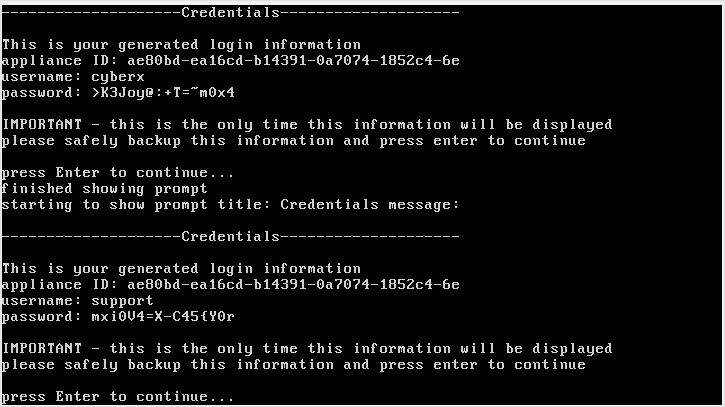 --------------------Credentials--------------------
This is your generated login information
appliance ID: ae80bd-ea16cd-b14391-0a7074-1852c4-6e
username: cyberx
password: >K3Joy@:+T=~m0x4
IMPORTANT - this is the only time this information will be displayed
please safely backup this information and press enter to continue
press Enter to continue...
finished showing prompt
starting to show prompt title: Credentials message:
--------------------Credentials--------------------
This is your generated login information
appliance ID: ae80bd-ea16cd-b14391-0a7074-1852c4-6e
username: support
password: mxi0V4=X-C45{Y0r
IMPORTANT - this is the only time this information will be displayed
please safely backup this information and press enter to continue
press Enter to continue...